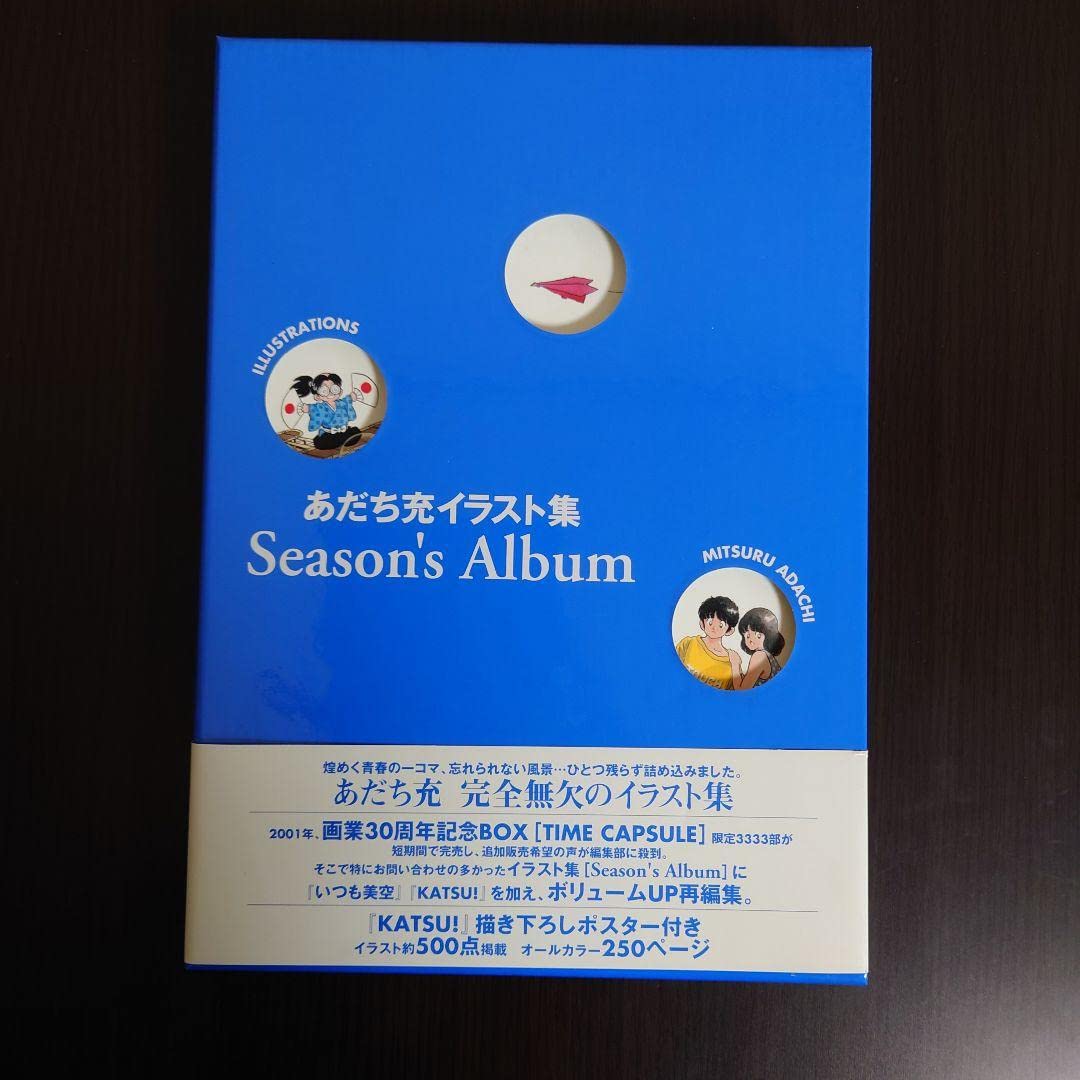 ILLUSTRATIONS
あだち充イラスト集
Season's Album
MITSURU ADACHI
煌めく青春の一コマ、忘れられない風景…ひとつ残らず詰め込みました。
あだち充 完全無欠のイラスト集
2001年、画業30周年記念BOX［TIME CAPSULE］限定3333部が
短期間で完売し、追加販売希望の声が編集部に殺到。
そこで特にお問い合わせの多かったイラスト集［Season's Album］に
『いつも美空』『KATSU!』を加え、ボリュームUP再編集。
『KATSU!』描き下ろしポスター付き
イラスト約500点掲載 オールカラー250ページ